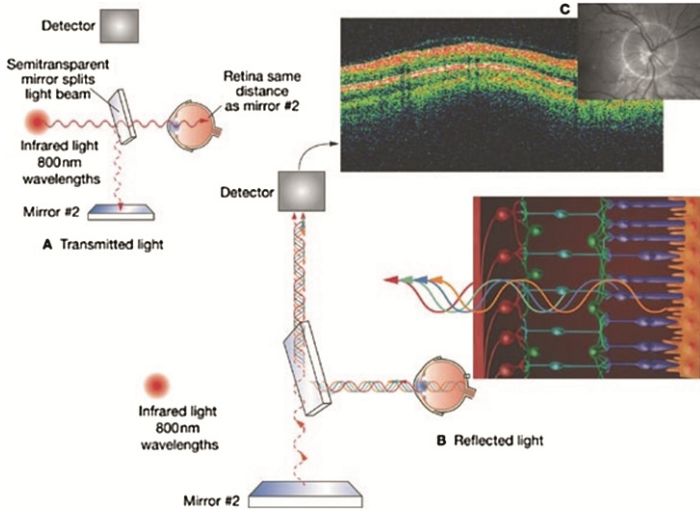 Detector
Semitransparent
mirror splits
light beam
Retina same
distance
as mirror #2
Infrared light
800nm
wavelengths
Mirror #2
A Transmitted light
C
Detector
Infrared light
800nm
wavelengths
B Reflected light
Mirror #2